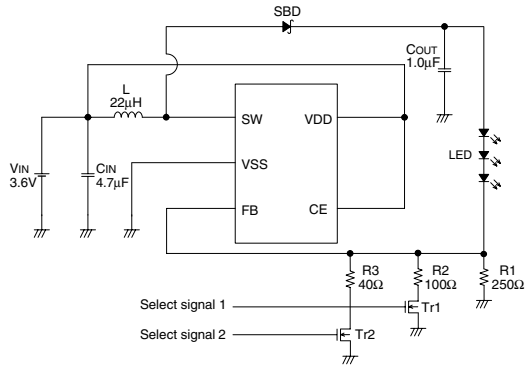 SBD
COUT
1.0μF
L
22μH
SW
VDD
VIN
3.6V
CIN
4.7μF
VSS
LED
FB
CE
R3
40Ω
R2
100Ω
R1
250Ω
Select signal 1
Tr1
Select signal 2
Tr2